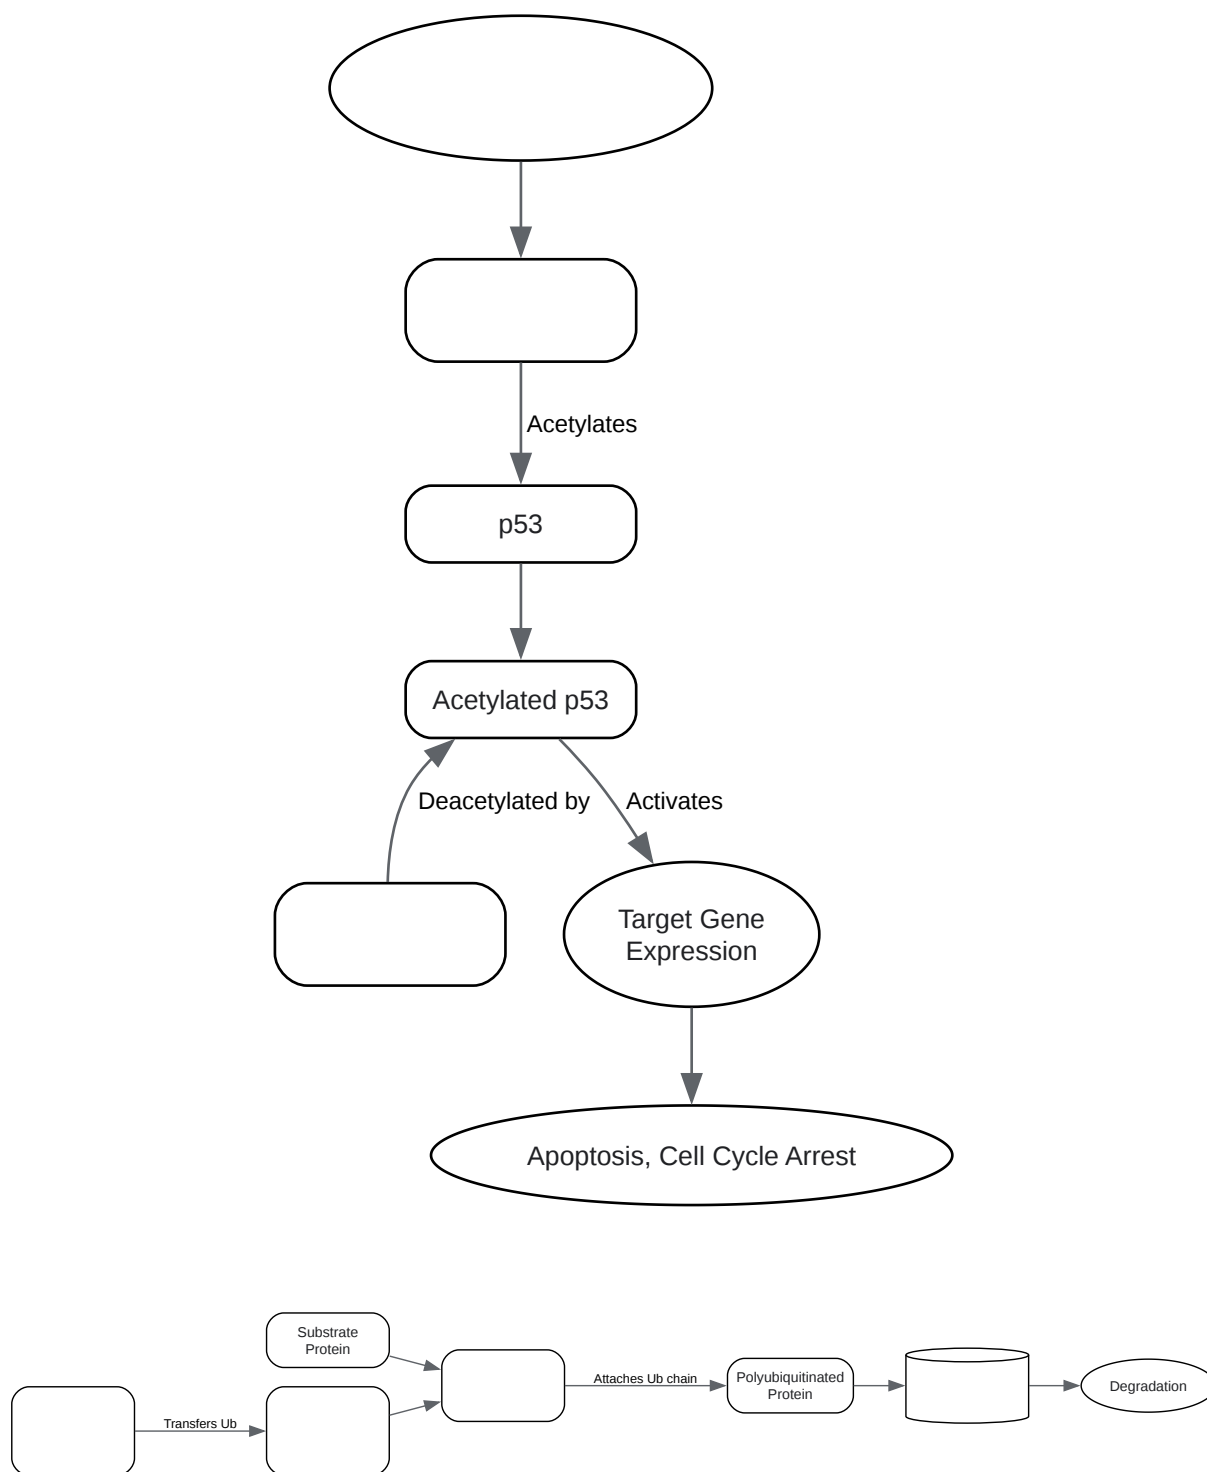 Acetylates
p53
Acetylated p53
Deacetylated by
Activates
Target Gene
Expression
Apoptosis, Cell Cycle Arrest
Substrate
Protein
Transfers Ub
Attaches Ub chain
Polyubiquitinated
Protein
Degradation